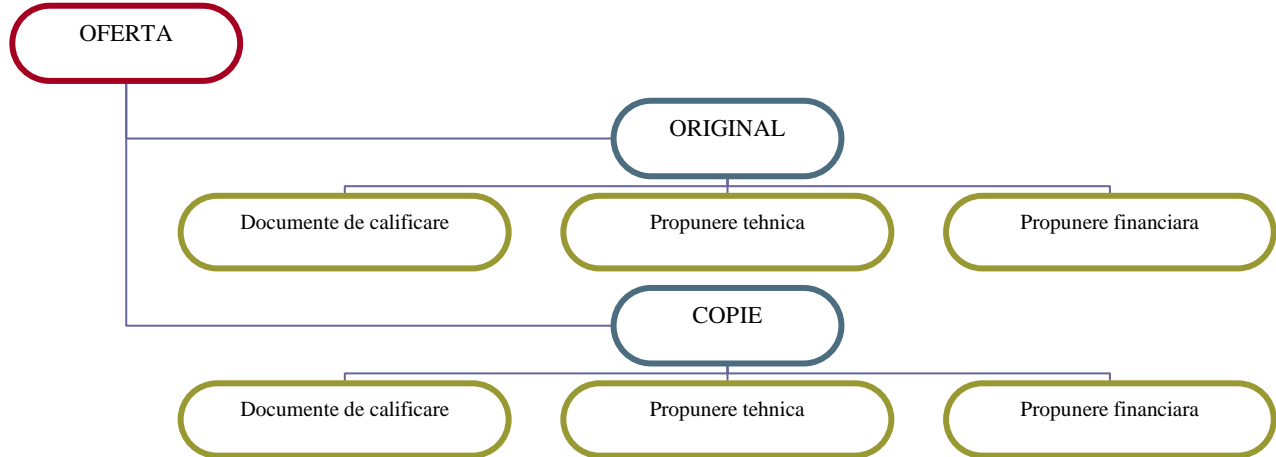 OFERTA
ORIGINAL
Documente de calificare
Propunere tehnica
Propunere financiara
COPIE
Documente de calificare
Propunere tehnica
Propunere financiara